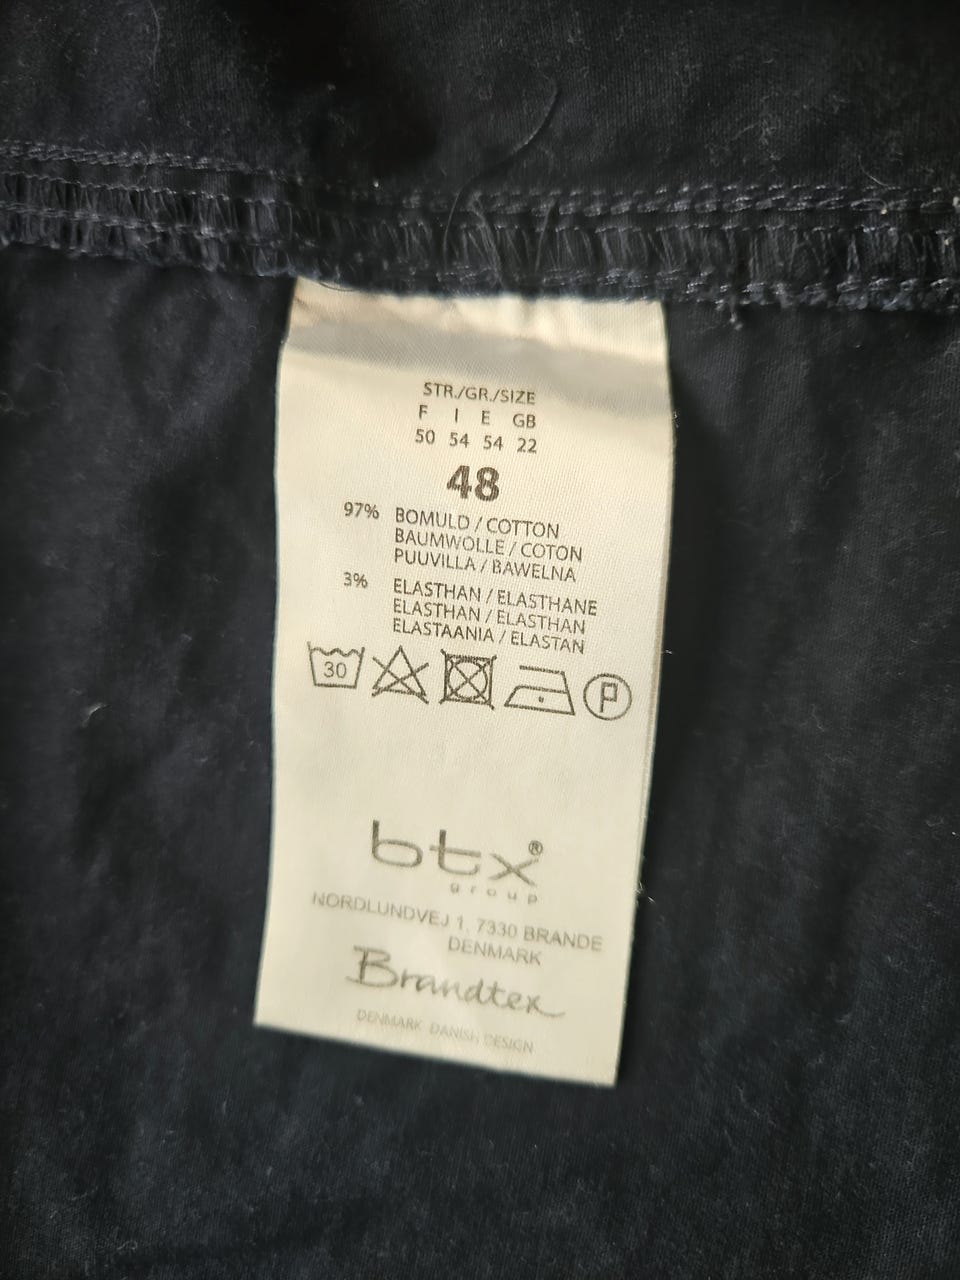 STR./GR./SIZE
F I E GB
50 54 54 22
48
97% BOMULD / COTTON
BAUMWOLLE / COTON
PUUVILLA / BAWELNA
3% ELASTHAN / ELASTHANE
ELASTHAN / ELASTHAN
ELASTAANIA / ELASTAN
30 P
btx®
group
NORDLUNDVEJ 1, 7330 BRANDE
DENMARK
Brandtex
DENMARK DANISH DESIGN